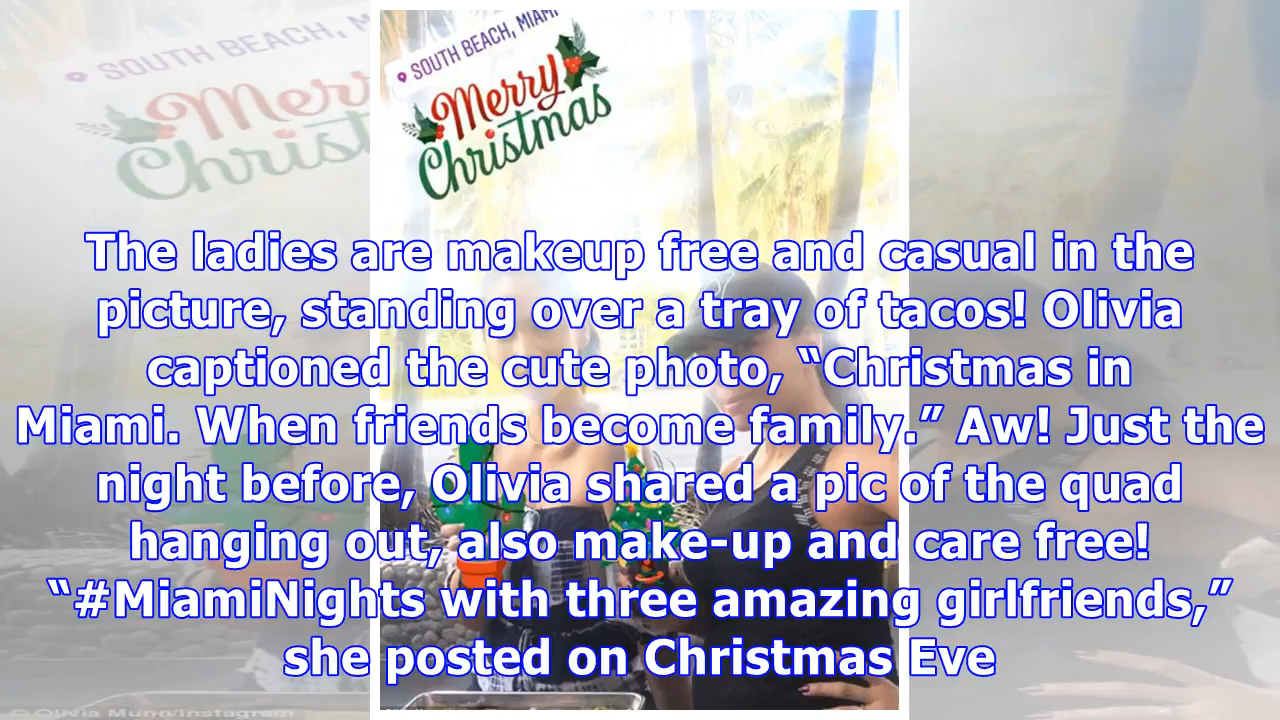 SOUTH BEACH, M
SOUTH BEACH, MIAMI
Merry
Christmas
The ladies are makeup free and casual in the
picture, standing over a tray of tacos! Olivia
captioned the cute photo, “Christmas in
Miami. When friends become family.” Aw! Just the
night before, Olivia shared a pic of the quad
hanging out, also make-up and care free!
“#MiamiNights with three amazing girlfriends,”
she posted on Christmas Eve
© Olivia Muno/Instagram